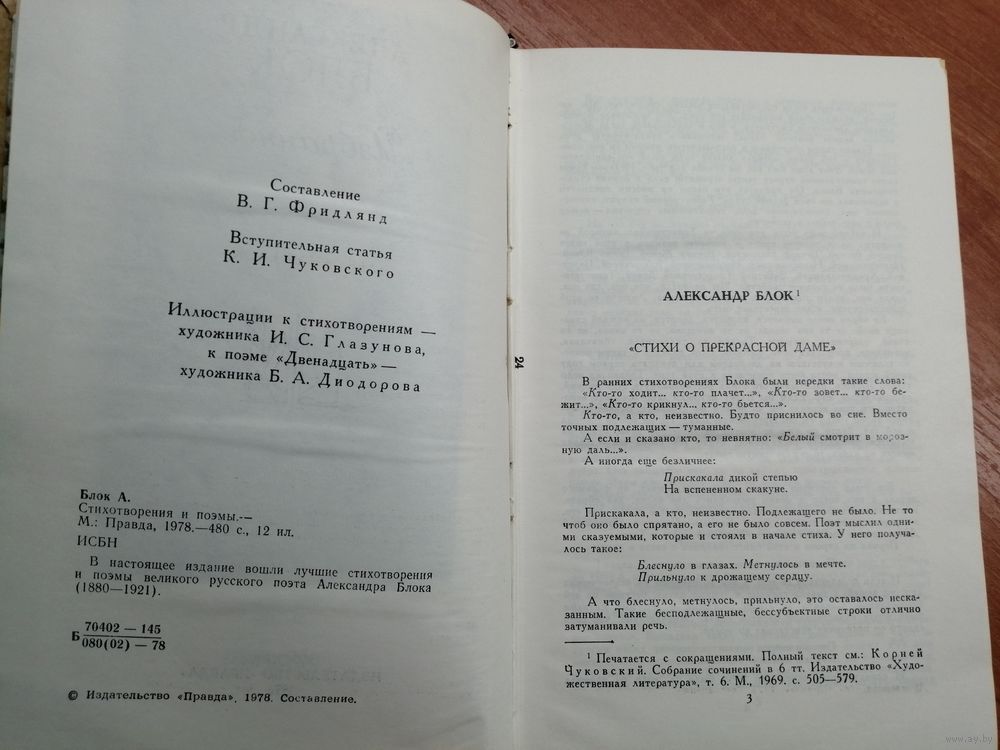 Составление
В. Г. Фридлянд
Вступительная статья
К. И. Чуковского
Иллюстрации к стихотворениям —
художника И. С. Глазунова,
к поэме «Двенадцать» —
художника Б. А. Диодорова
Блок А.
Стихотворения и поэмы.—
М.: Правда, 1978.—480 с., 12 ил.
ИСБН
В настоящее издание вошли лучшие стихотворения
и поэмы великого русского поэта Александра Блока
(1880—1921).
70402 — 145
Б
080(02) — 78
© Издательство «Правда», 1978. Составление.
24
АЛЕКСАНДР БЛОК¹
«СТИХИ О ПРЕКРАСНОЙ ДАМЕ»
В ранних стихотворениях Блока были нередки такие слова:
«Кто-то ходит... кто-то плачет...», «Кто-то зовет... кто-то бе-
жит...», «Кто-то крикнул... кто-то бьется...».
Кто-то, а кто, неизвестно. Будто приснилось во сне. Вместо
точных подлежащих — туманные.
А если и сказано кто, то невнятно: «Белый смотрит в мороз-
ную даль...».
А иногда еще безличнее:
Прискакала дикой степью
На вспененном скакуне.
Прискакала, а кто, неизвестно. Подлежащего не было. Не то
чтоб оно было спрятано, а его не было совсем. Поэт мыслил одни-
ми сказуемыми, которые и стояли в начале стиха. У него получа-
лось такое:
Блеснуло в глазах. Метнулось в мечте.
Прильнуло к дрожащему сердцу.
А что блеснуло, метнулось, прильнуло, это оставалось неска-
занным. Такие бесподлежащные, бессубъектные строки отлично
затуманивали речь.
¹ Печатается с сокращениями. Полный текст см.: Корней
Чуковский. Собрание сочинений в 6 тт. Издательство «Худо-
жественная литература», т. 6. М., 1969. с. 505—579.
3
www.ay.by